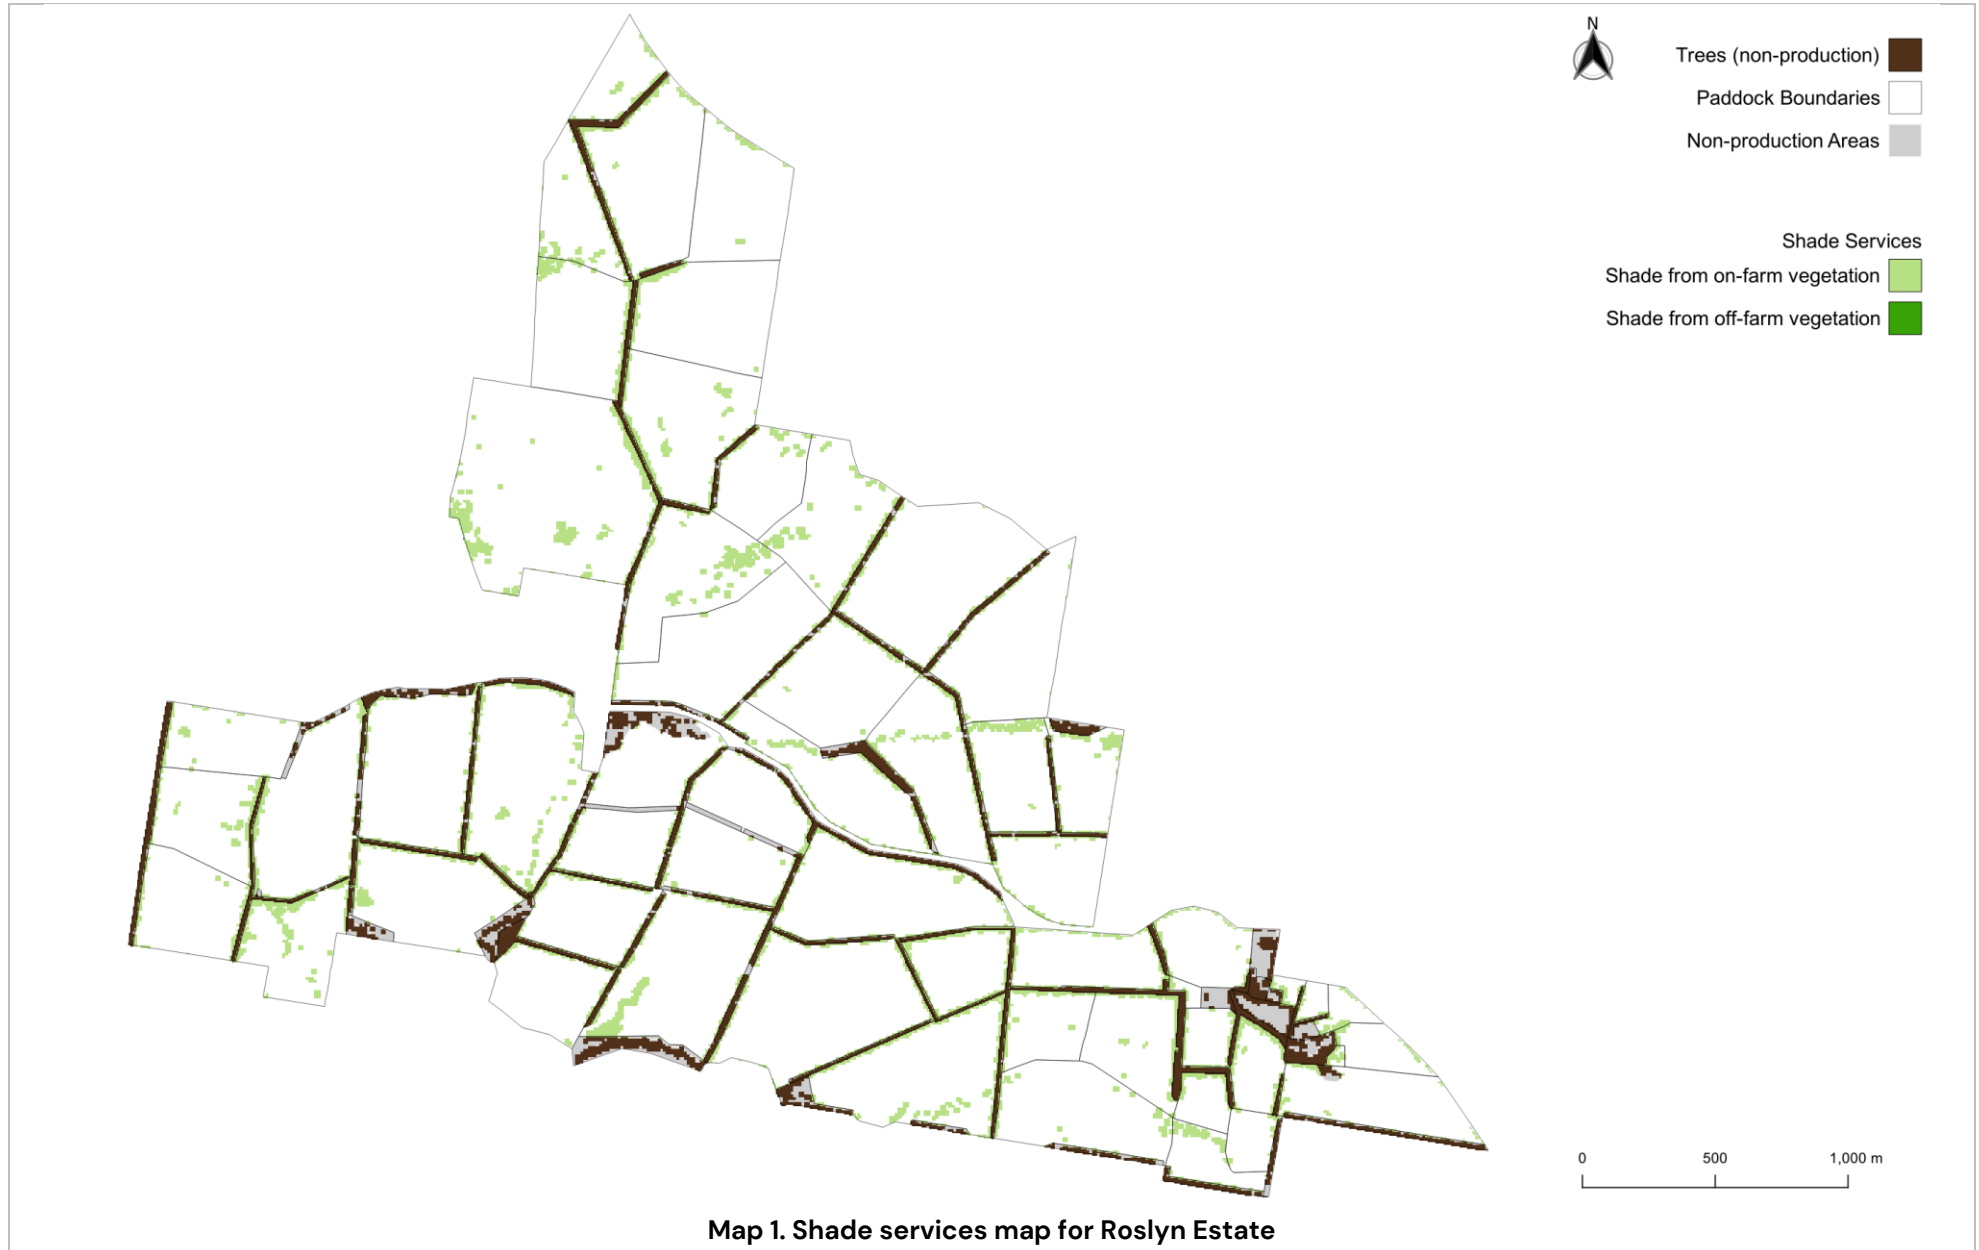 N
Trees (non-production)
Paddock Boundaries
Non-production Areas
Shade Services
Shade from on-farm vegetation
Shade from off-farm vegetation
0 500 1,000 m
Map 1. Shade services map for Roslyn Estate